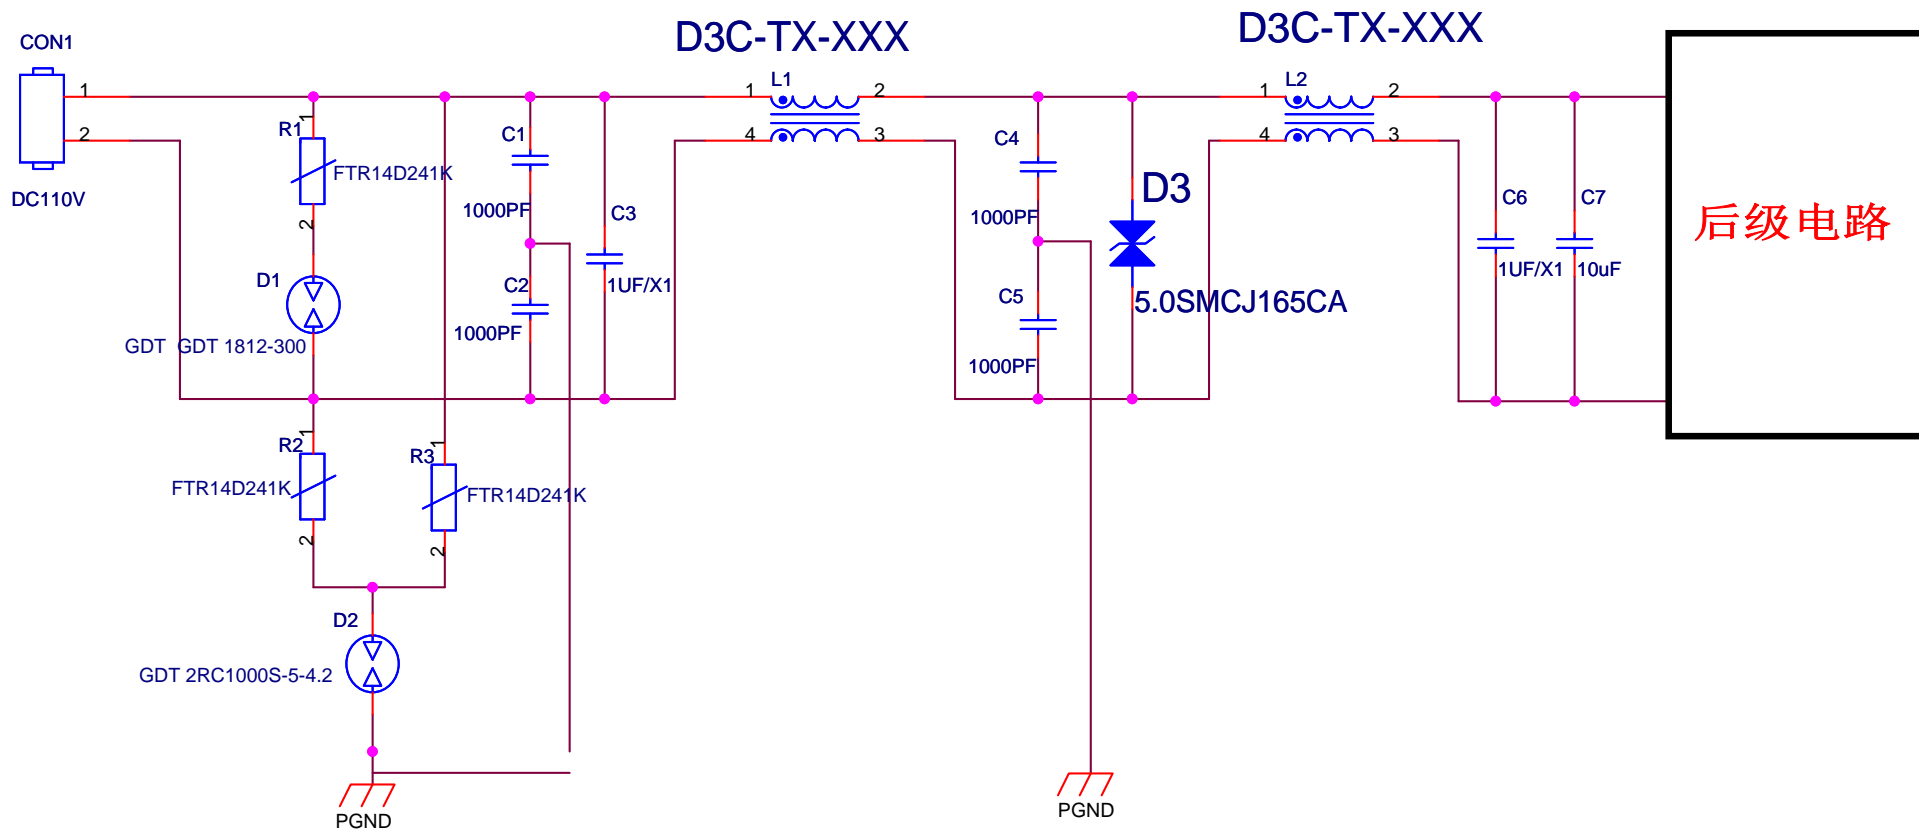 D3C-TX-XXX
D3C-TX-XXX
CON1
1
2
DC110V
1
R1
FTR14D241K
2
D1
GDT GDT 1812-300
C1
1000PF
C2
1000PF
C3
1UF/X1
L1
1
2
4
3
C4
1000PF
C5
1000PF
D3
5.0SMCJ165CA
L2
1
2
4
3
C6
1UF/X1
C7
10uF
后级电路
1
R2
FTR14D241K
2
1
R3
FTR14D241K
2
D2
GDT 2RC1000S-5-4.2
PGND
PGND